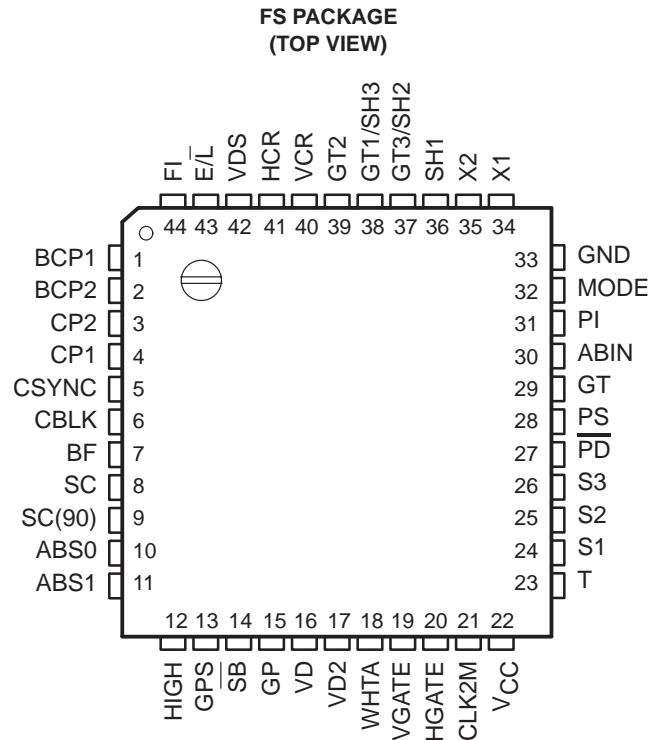 FS PACKAGE
(TOP VIEW)
FI
E/L̅
VDS
HCR
VCR
GT2
GT1/SH3
GT3/SH2
SH1
X2
X1
44 43 42 41 40 39 38 37 36 35 34
BCP1 1
BCP2 2
CP2 3
CP1 4
CSYNC 5
CBLK 6
BF 7
SC 8
SC(90) 9
ABS0 10
ABS1 11
33 GND
32 MODE
31 PI
30 ABIN
29 GT
28 PS
27 P̅D̅
26 S3
25 S2
24 S1
23 T
12 13 14 15 16 17 18 19 20 21 22
HIGH
GPS
S̅B̅
GP
VD
VD2
WHTA
VGATE
HGATE
CLK2M
VCC